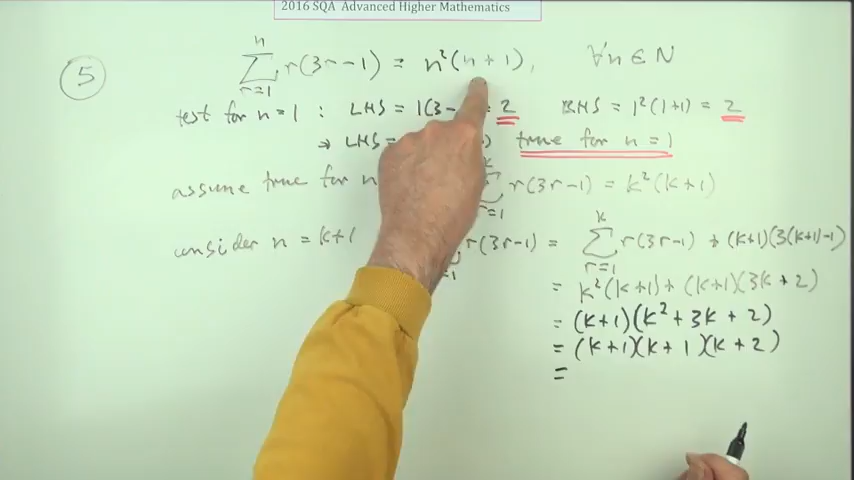 2016 SQA Advanced Higher Mathematics
5
n
∑ r(3r-1) = n²(n+1), ∀n ∈ N
r=1
test for n=1 : LHS = 1(3- = 2 RHS = 1²(1+1) = 2
⇒ LHS = ) true for n=1
assume true for n k r(3r-1) = k²(k+1)
r=1
consider n = k+1 r(3r-1) = ∑ r(3r-1) + (k+1)(3(k+1)-1)
k
=1 r=1
= k²(k+1) + (k+1)(3k+2)
= (k+1)(k²+3k+2)
= (k+1)(k+1)(k+2)
=